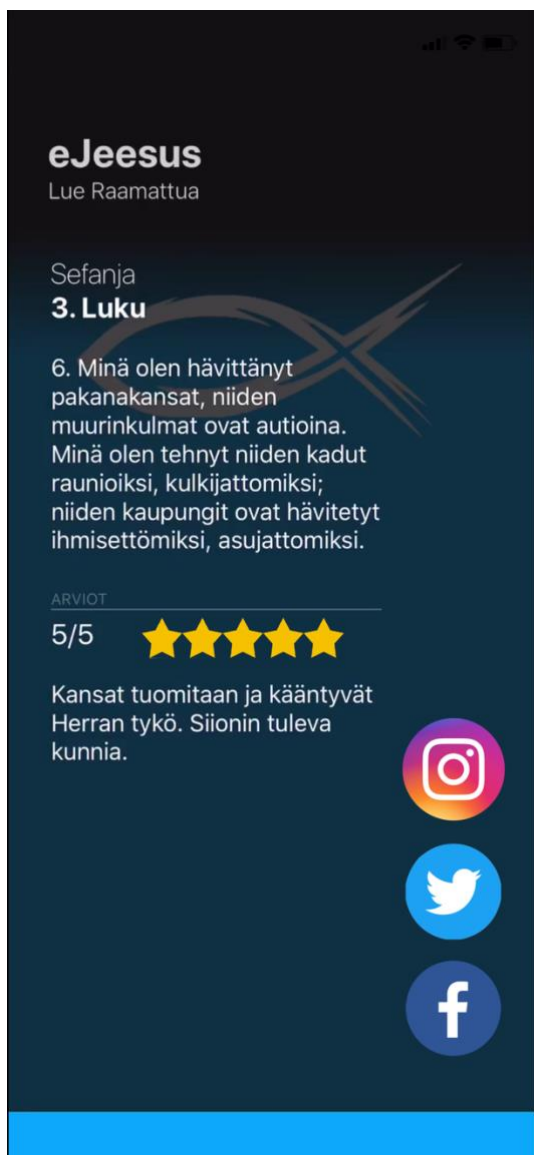 eJeesus
Lue Raamattua
Sefanja
3. Luku
6. Minä olen hävittänyt
pakanakansat, niiden
muurinkulmat ovat autioina.
Minä olen tehnyt niiden kadut
raunioiksi, kulkijattomiksi;
niiden kaupungit ovat hävitetyt
ihmisettömiksi, asujattomiksi.
ARVIOT
5/5
Kansat tuomitaan ja kääntyvät
Herran tykö. Siionin tuleva
kunnia.